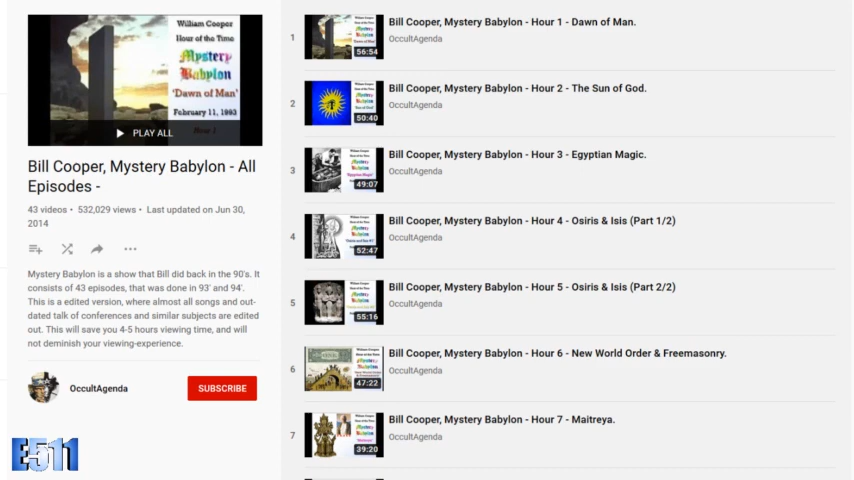 William Cooper
Hour of the Time
Mystery
Babylon
'Dawn of Man'
February 11, 1993
Hour 1
PLAY ALL
Bill Cooper, Mystery Babylon - All
Episodes -
43 videos • 532,029 views • Last updated on Jun 30,
2014
Mystery Babylon is a show that Bill did back in the 90's. It
consists of 43 episodes, that was done in 93' and 94'.
This is a edited version, where almost all songs and out-
dated talk of conferences and similar subjects are edited
out. This will save you 4-5 hours viewing time, and will
not deminish your viewing-experience.
OccultAgenda
SUBSCRIBE
E511
1
56:54
Bill Cooper, Mystery Babylon - Hour 1 - Dawn of Man.
OccultAgenda
2
50:40
Bill Cooper, Mystery Babylon - Hour 2 - The Sun of God.
OccultAgenda
3
49:07
Bill Cooper, Mystery Babylon - Hour 3 - Egyptian Magic.
OccultAgenda
4
52:47
Bill Cooper, Mystery Babylon - Hour 4 - Osiris & Isis (Part 1/2)
OccultAgenda
5
55:16
Bill Cooper, Mystery Babylon - Hour 5 - Osiris & Isis (Part 2/2)
OccultAgenda
6
47:22
Bill Cooper, Mystery Babylon - Hour 6 - New World Order & Freemasonry.
OccultAgenda
7
39:20
Bill Cooper, Mystery Babylon - Hour 7 - Maitreya.
OccultAgenda